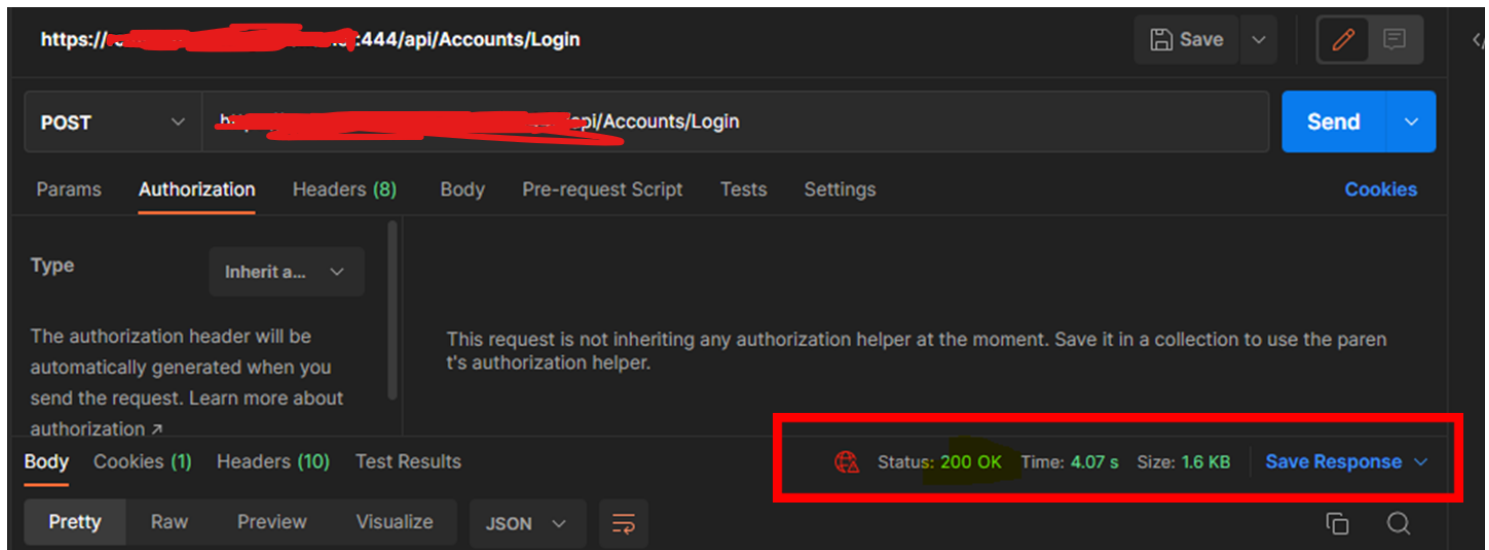 https:// :444/api/Accounts/Login
Save
POST
api/Accounts/Login
Send
Params Authorization Headers (8) Body Pre-request Script Tests Settings Cookies
Type
Inherit a...
The authorization header will be
automatically generated when you
send the request. Learn more about
authorization ↗
This request is not inheriting any authorization helper at the moment. Save it in a collection to use the paren
t's authorization helper.
Body Cookies (1) Headers (10) Test Results
Status: 200 OK Time: 4.07 s Size: 1.6 KB Save Response
Pretty Raw Preview Visualize JSON